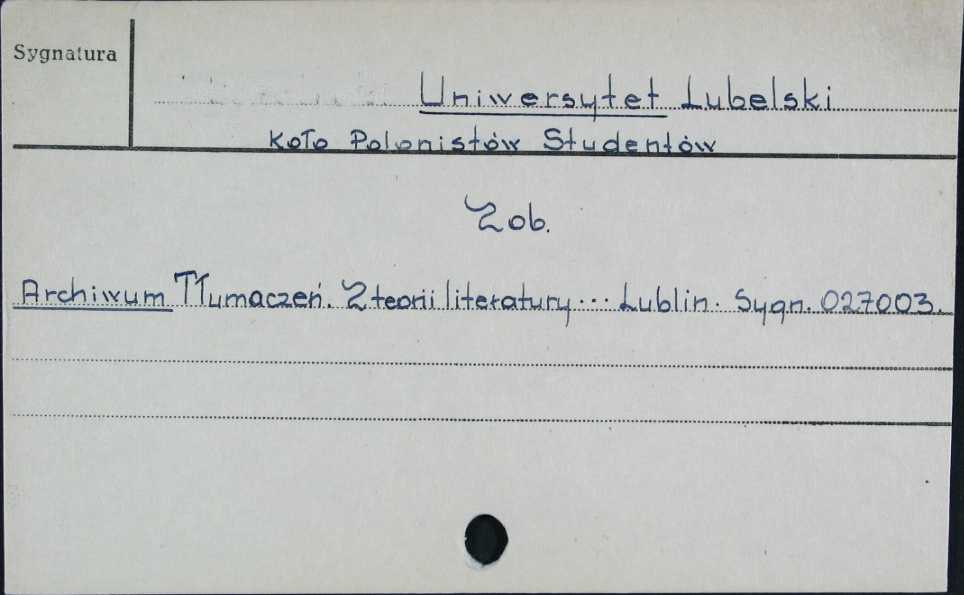 Sygnatura
Uniwersytet Lubelski
Koło Polonistów Studentów
Zob.
Archiwum Tłumaczeń. Z teorii literatury... Lublin. Sygn. 027003.